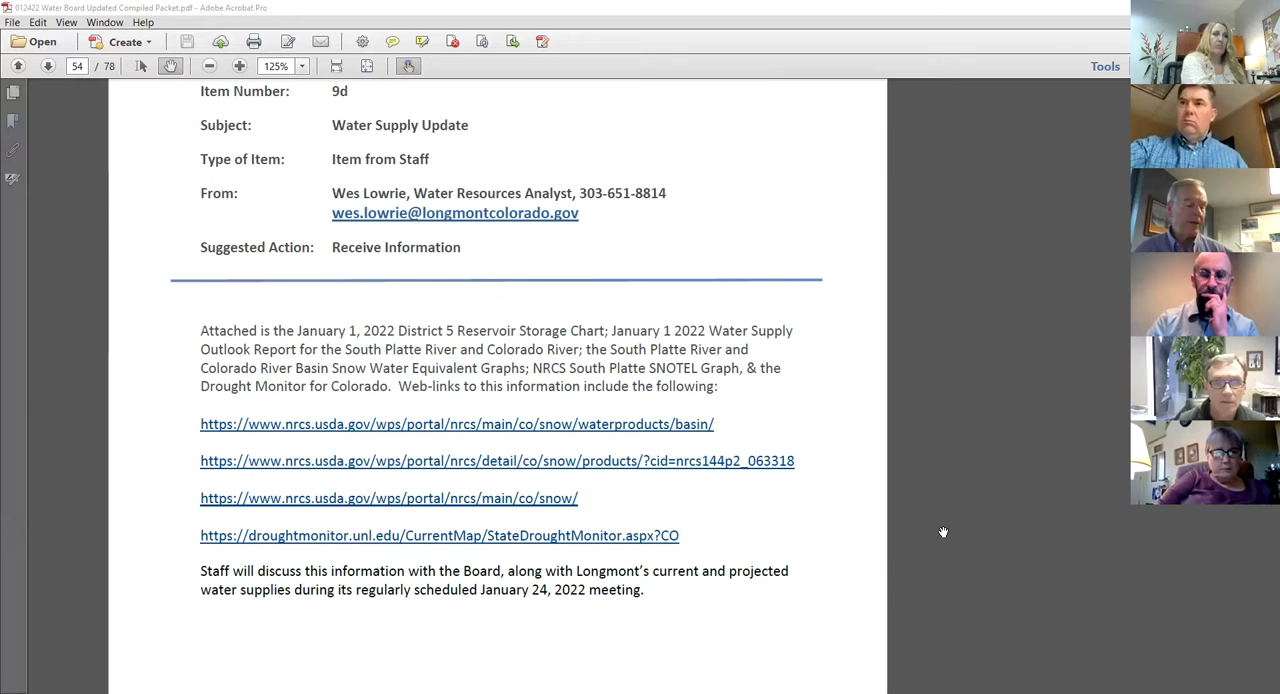 012422 Water Board Updated Compiled Packet.pdf - Adobe Acrobat Pro
File Edit View Window Help
Open Create
54 / 78 125% Tools
Item Number: 9d
Subject: Water Supply Update
Type of Item: Item from Staff
From: Wes Lowrie, Water Resources Analyst, 303-651-8814
wes.lowrie@longmontcolorado.gov
Suggested Action: Receive Information
Attached is the January 1, 2022 District 5 Reservoir Storage Chart; January 1 2022 Water Supply
Outlook Report for the South Platte River and Colorado River; the South Platte River and
Colorado River Basin Snow Water Equivalent Graphs; NRCS South Platte SNOTEL Graph, & the
Drought Monitor for Colorado. Web-links to this information include the following:
https://www.nrcs.usda.gov/wps/portal/nrcs/main/co/snow/waterproducts/basin/
https://www.nrcs.usda.gov/wps/portal/nrcs/detail/co/snow/products/?cid=nrcs144p2_063318
https://www.nrcs.usda.gov/wps/portal/nrcs/main/co/snow/
https://droughtmonitor.unl.edu/CurrentMap/StateDroughtMonitor.aspx?CO
Staff will discuss this information with the Board, along with Longmont’s current and projected
water supplies during its regularly scheduled January 24, 2022 meeting.